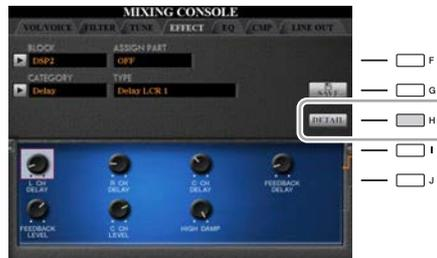 MIXING CONSOLE
VOL/VOICE FILTER TUNE EFFECT EQ CMP LINE OUT
BLOCK ASSIGN PART
DSP2 OFF
F
CATEGORY TYPE
Delay Delay LCR 1
SAVE G
DETAIL H
I
L CH DELAY
R CH DELAY
C CH DELAY
FEEDBACK DELAY
J
FEEDBACK LEVEL
C CH LEVEL
HIGH DAMP